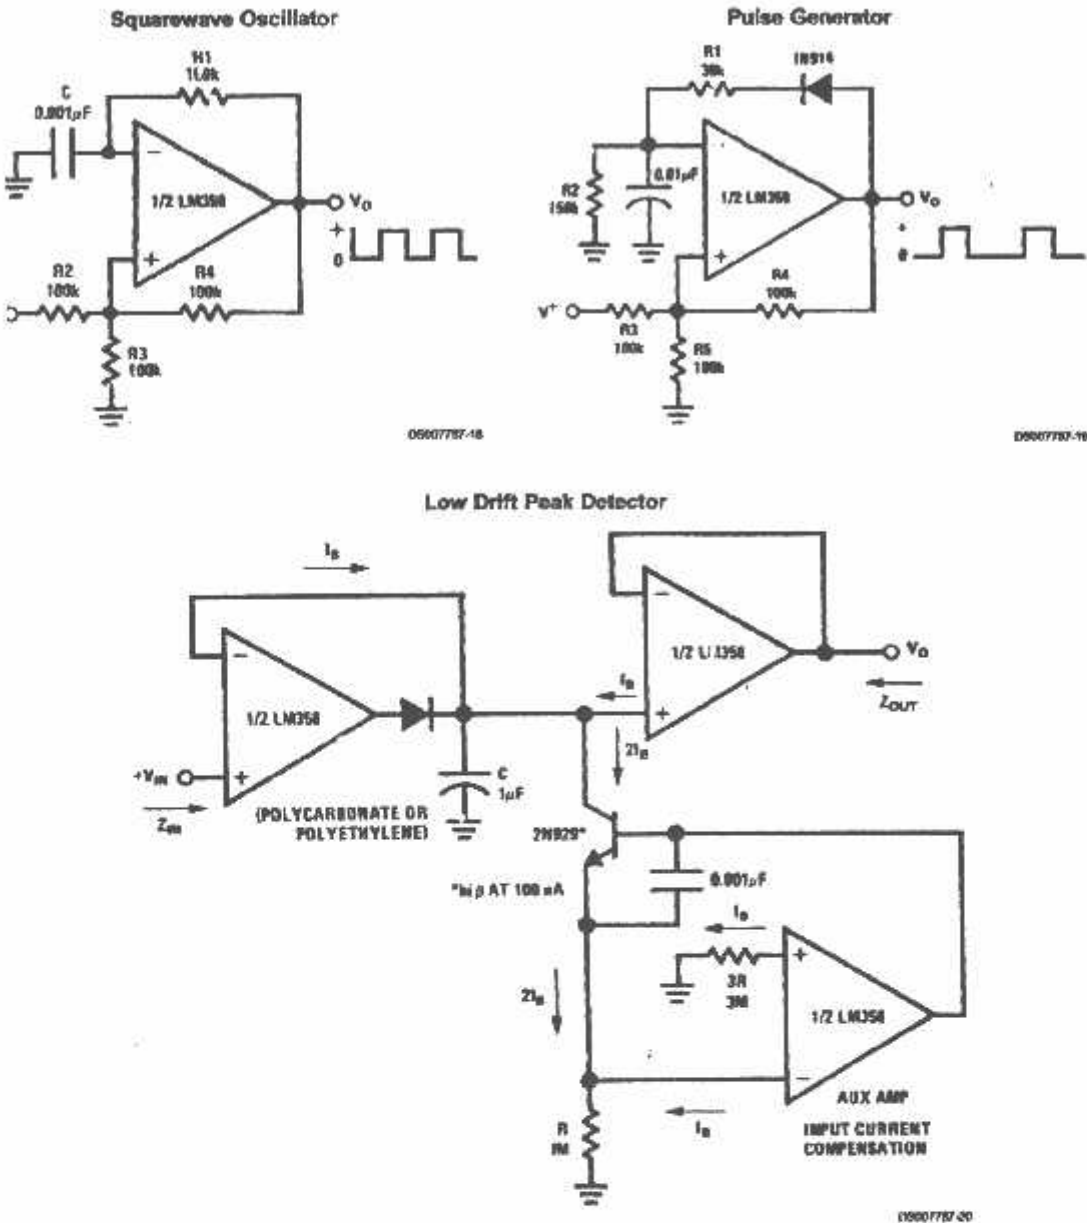 Squarewave Oscillator
R1
100k
C
0.001µF
−
1/2 LM358
+
VO
+
0
R2
100k
R4
100k
R3
100k
DS007787-18
Pulse Generator
R1
30k
1N914
-
R2
150k
0.01µF
1/2 LM358
+
VO
+
0
V+
R3
100k
R4
100k
R5
100k
DS007787-19
Low Drift Peak Detector
IB
−
1/2 LM358
+VIN
+
ZIN
C
1µF
(POLYCARBONATE OR
POLYETHYLENE)
−
1/2 LM358
+
IB
2IB
VO
ZOUT
2N929*
*hi β AT 100 nA
0.001µF
IB
3R
3M
+
1/2 LM358
−
2IB
AUX AMP
INPUT CURRENT
COMPENSATION
IB
R
1M
DS007787-20